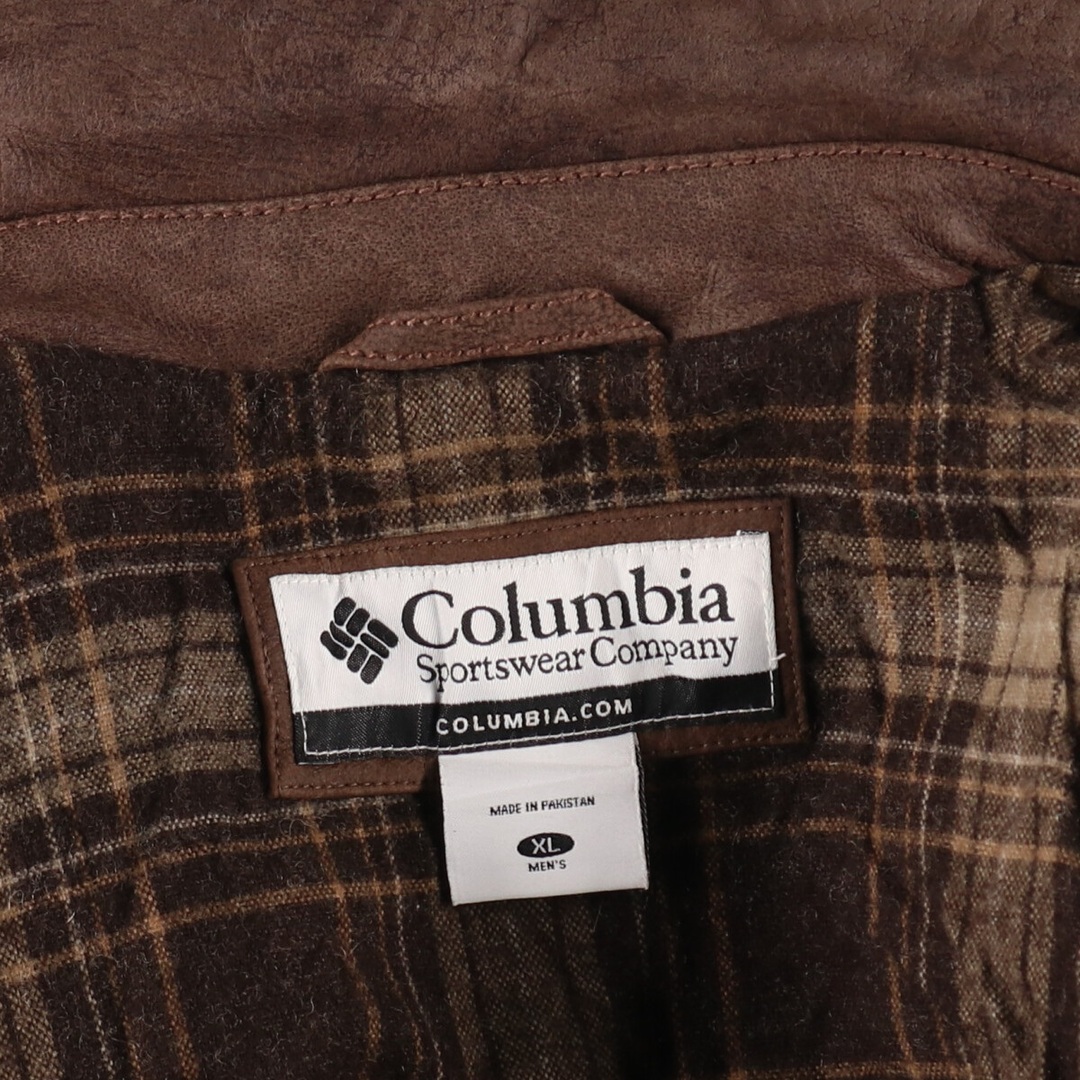 Columbia
Sportswear Company
COLUMBIA.COM
MADE IN PAKISTAN
XL
MEN'S